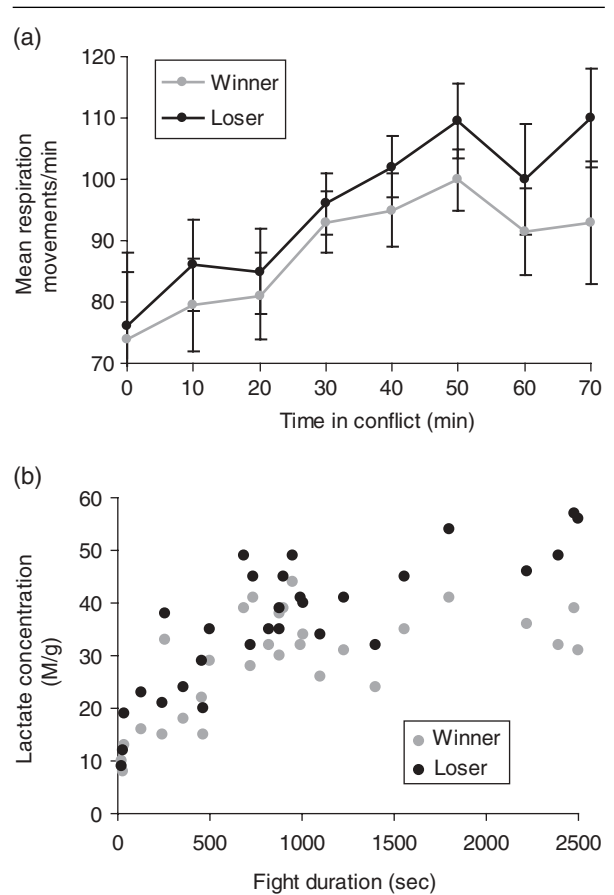 (a)
Winner
Loser
Mean respiration
movements/min
110
100
90
80
70
0 10 20 30 40 50 60 70
Time in conflict (min)
(b)
Lactate concentration
(M/g)
60
50
40
30
20
10
0
Winner
Loser
0 500 1000 1500 2000 2500
Fight duration (sec)